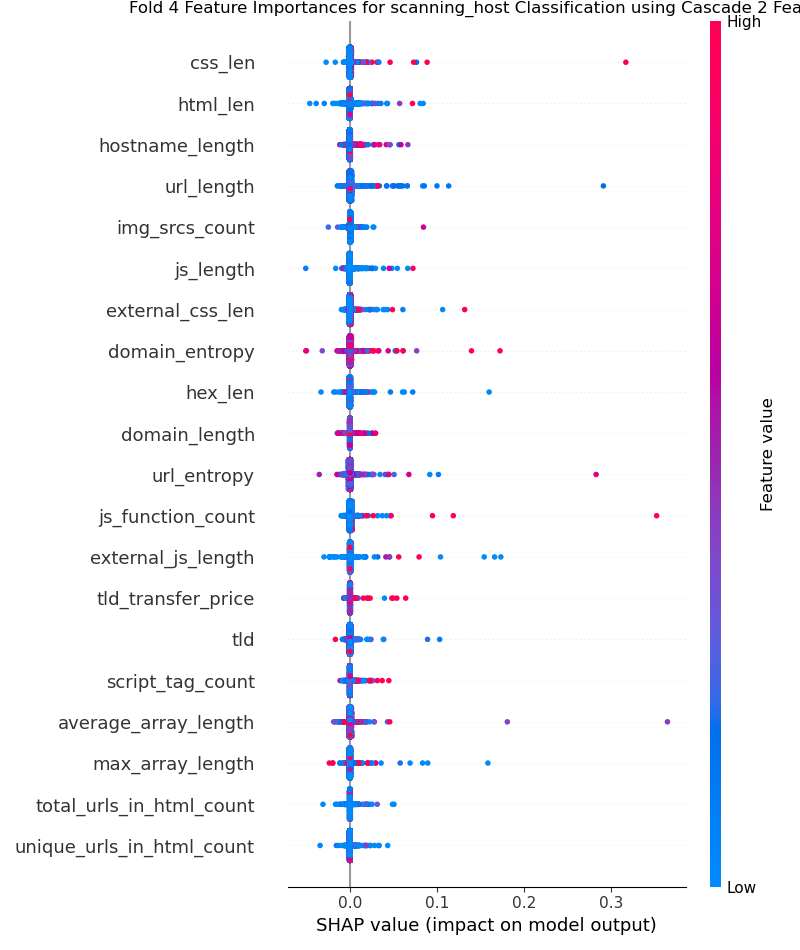 Fold 4 Feature Importances for scanning_host Classification using Cascade 2 Fea
High
css_len
html_len
hostname_length
url_length
img_srcs_count
js_length
external_css_len
domain_entropy
hex_len
domain_length
url_entropy
js_function_count
external_js_length
tld_transfer_price
tld
script_tag_count
average_array_length
max_array_length
total_urls_in_html_count
unique_urls_in_html_count
Feature value
Low
0.0 0.1 0.2 0.3
SHAP value (impact on model output)